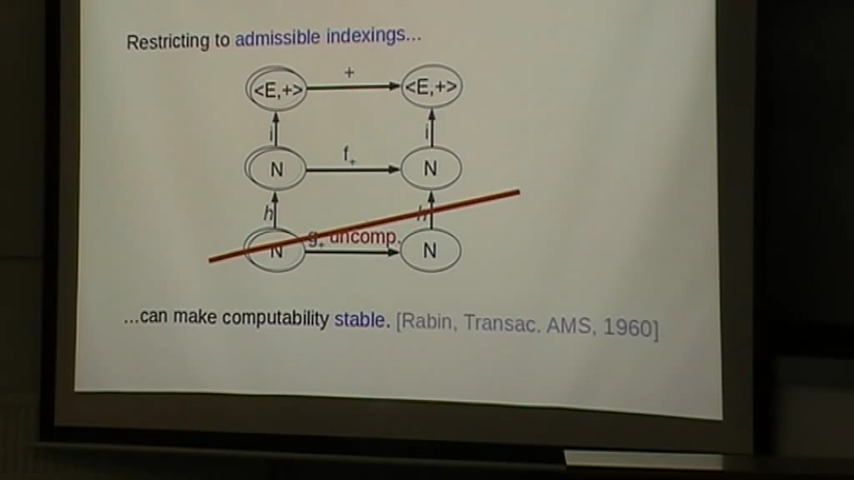 Restricting to admissible indexings...
+
<E,+> <E,+>
i i
f+
N N
h h
g+ uncomp.
N N
...can make computability stable. [Rabin, Transac. AMS, 1960]